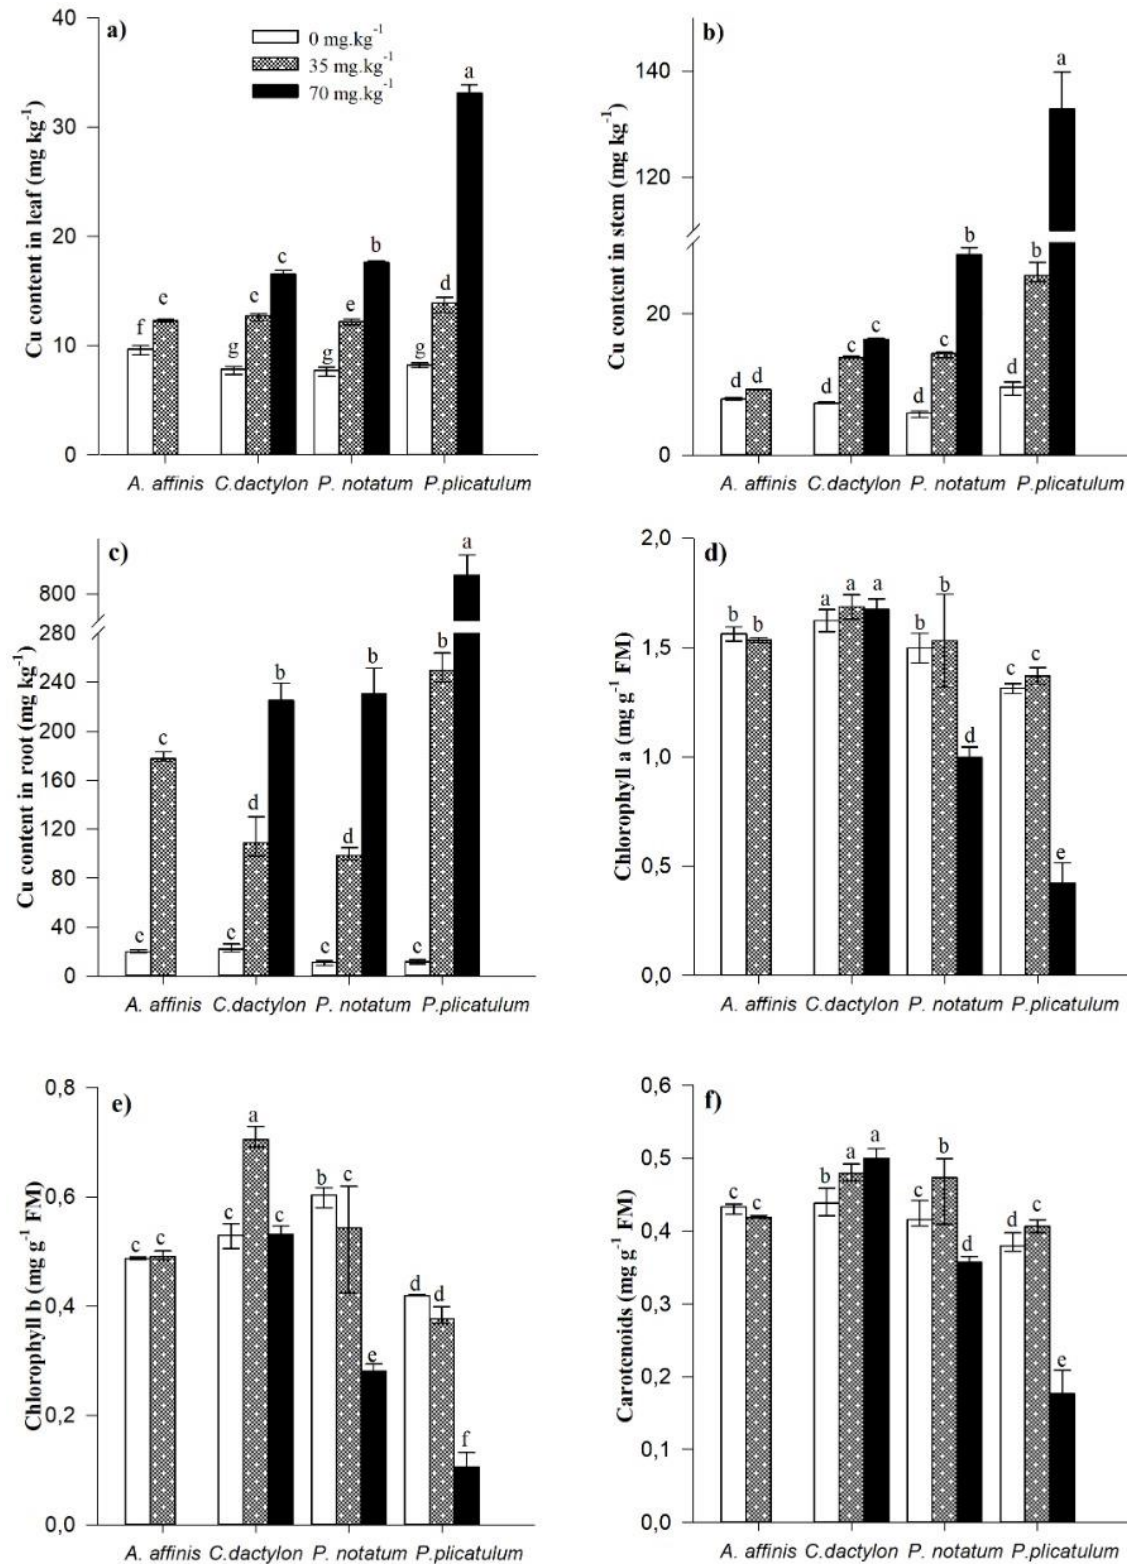 a)
0 mg.kg⁻¹
35 mg.kg⁻¹
70 mg.kg⁻¹
Cu content in leaf (mg kg⁻¹)
40
30
20
10
0
f e g e c g e b g d a
A. affinis C.dactylon P. notatum P.plicatulum
b)
Cu content in stem (mg kg⁻¹)
140
120
20
0
d d d c c d c b d b a
A. affinis C.dactylon P. notatum P.plicatulum
c)
Cu content in root (mg kg⁻¹)
800
280
240
200
160
120
80
40
0
e c e d b e d b e b a
A. affinis C.dactylon P. notatum P.plicatulum
d)
Chlorophyll a (mg g⁻¹ FM)
2,0
1,5
1,0
0,5
0,0
b b a a a b b d c c e
A. affinis C.dactylon P. notatum P.plicatulum
e)
Chlorophyll b (mg g⁻¹ FM)
0,8
0,6
0,4
0,2
0,0
c c c a c b c e d d f
A. affinis C.dactylon P. notatum P.plicatulum
f)
Carotenoids (mg g⁻¹ FM)
0,6
0,5
0,4
0,3
0,2
0,1
0,0
c c b a a c b d d c e
A. affinis C.dactylon P. notatum P.plicatulum